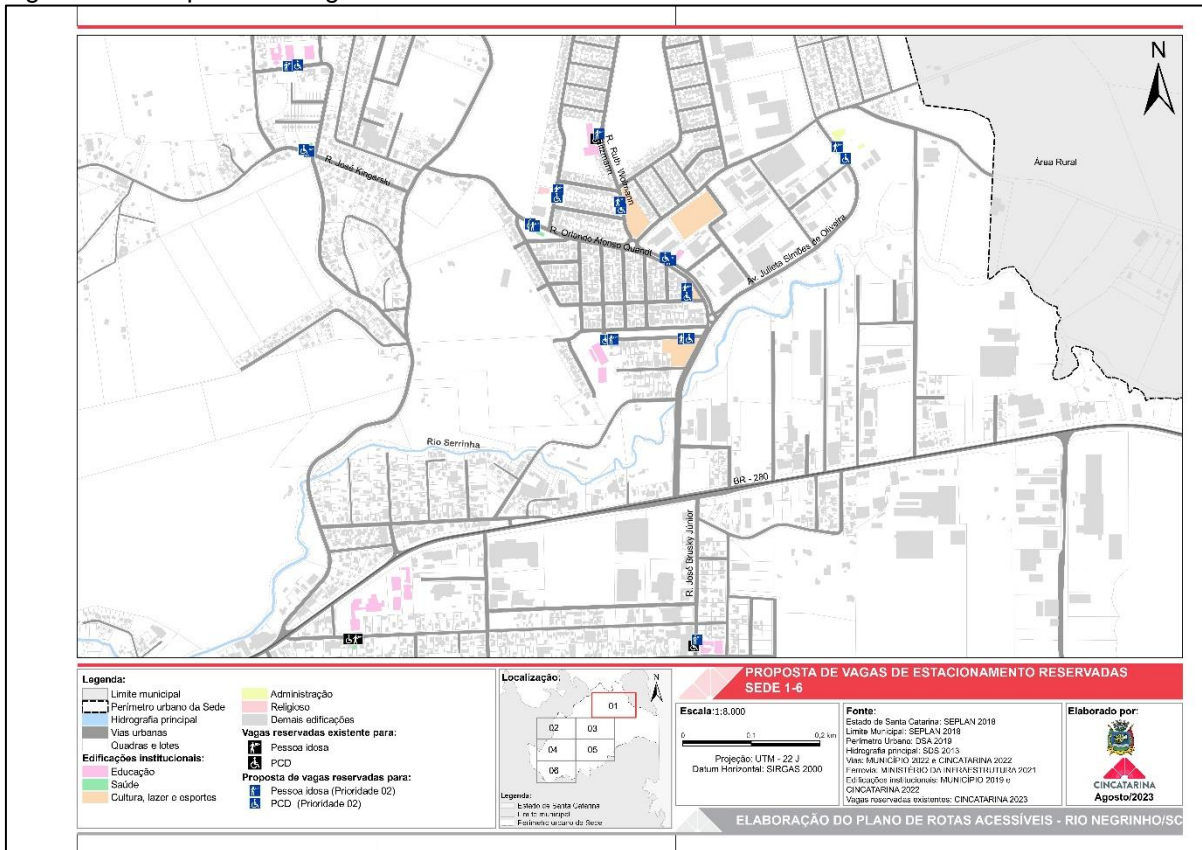 N
Área Rural
R. José Kingerski
R. Ruth Wolmann
R. Orlando Afonso Quandt
Av. Julieta Simões de Oliveira
Rio Serrinha
BR - 280
R. José Brusky Júnior
Legenda:
Limite municipal
Perímetro urbano da Sede
Hidrografia principal
Vias urbanas
Quadras e lotes
Edificações Institucionais:
Educação
Saúde
Cultura, lazer e esportes
Administração
Religioso
Demais edificações
Vagas reservadas existente para:
Pessoa idosa
PCD
Proposta de vagas reservadas para:
Pessoa idosa (Prioridade 02)
PCD (Prioridade 02)
Localização:
N
01
02 03
04 05
06
Legenda:
Estado de Santa Catarina
Limite municipal
Perímetro urbano da Sede
PROPOSTA DE VAGAS DE ESTACIONAMENTO RESERVADAS
SEDE 1-6
Escala:1:8.000
0 0,1 0,2 km
Projeção: UTM - 22 J
Datum Horizontal: SIRGAS 2000
Fonte:
Estado de Santa Catarina: SEPLAN 2018
Limite Municipal: SEPLAN 2018
Perímetro Urbano: DSA 2019
Hidrografia principal: SDS 2013
Vias: MUNICÍPIO 2022 e CINCATARINA 2022
Ferrovia: MINISTÉRIO DA INFRAESTRUTURA 2021
Edificações institucionais: MUNICÍPIO 2019 e
CINCATARINA 2022
Vagas reservadas existentes: CINCATARINA 2023
Elaborado por:
CINCATARINA
Agosto/2023
ELABORAÇÃO DO PLANO DE ROTAS ACESSÍVEIS - RIO NEGRINHO/SC